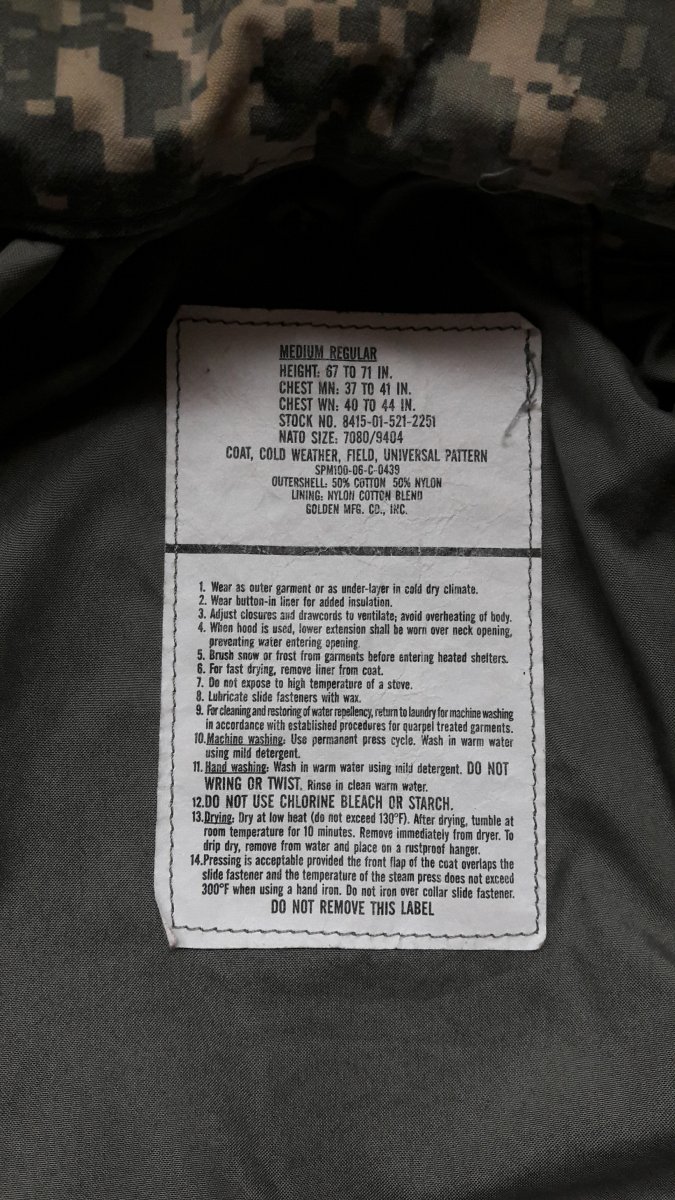 MEDIUM REGULAR
HEIGHT: 67 TO 71 IN.
CHEST MN: 37 TO 41 IN.
CHEST WN: 40 TO 44 IN.
STOCK NO. 8415-01-521-2251
NATO SIZE: 7080/9404
COAT, COLD WEATHER, FIELD, UNIVERSAL PATTERN
SPM100-06-C-0439
OUTERSHELL: 50% COTTON 50% NYLON
LINING: NYLON COTTON BLEND
GOLDEN MFG. CO., INC.
1. Wear as outer garment or as under-layer in cold dry climate.
2. Wear button-in liner for added insulation.
3. Adjust closures and drawcords to ventilate; avoid overheating of body.
4. When hood is used, lower extension shall be worn over neck opening,
preventing water entering opening.
5. Brush snow or frost from garments before entering heated shelters.
6. For fast drying, remove liner from coat.
7. Do not expose to high temperature of a stove.
8. Lubricate slide fasteners with wax.
9. For cleaning and restoring of water repellency, return to laundry for machine washing
in accordance with established procedures for quarpel treated garments.
10. Machine washing: Use permanent press cycle. Wash in warm water
using mild detergent.
11. Hand washing: Wash in warm water using mild detergent. DO NOT
WRING OR TWIST. Rinse in clean warm water.
12. DO NOT USE CHLORINE BLEACH OR STARCH.
13. Drying: Dry at low heat (do not exceed 130°F). After drying, tumble at
room temperature for 10 minutes. Remove immediately from dryer. To
drip dry, remove from water and place on a rustproof hanger.
14. Pressing is acceptable provided the front flap of the coat overlaps the
slide fastener and the temperature of the steam press does not exceed
300°F when using a hand iron. Do not iron over collar slide fastener.
DO NOT REMOVE THIS LABEL